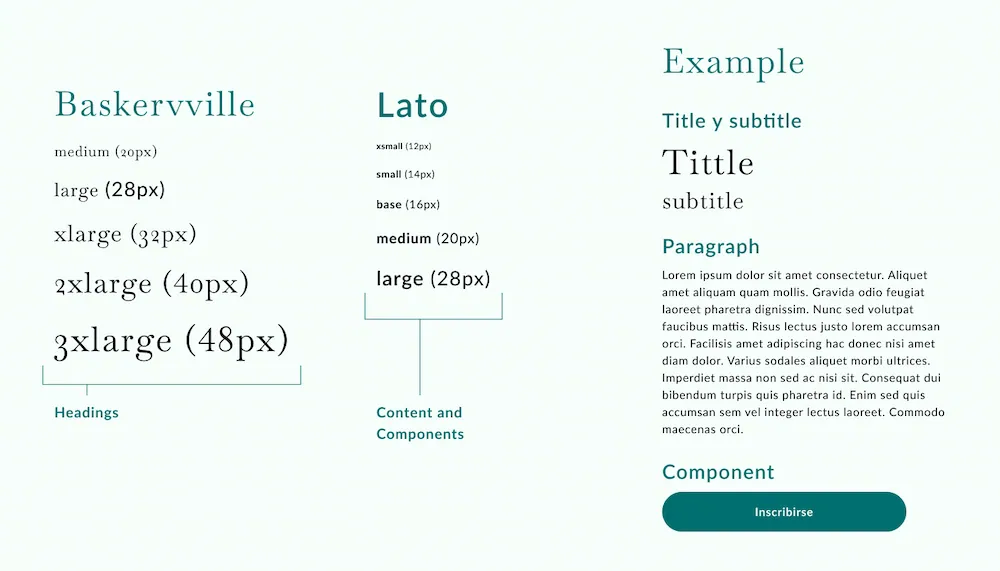 Baskervville
medium (20px)
large (28px)
xlarge (32px)
2xlarge (40px)
3xlarge (48px)
Headings
Lato
xsmall (12px)
small (14px)
base (16px)
medium (20px)
large (28px)
Content and
Components
Example
Title y subtitle
Tittle
subtitle
Paragraph
Lorem ipsum dolor sit amet consectetur. Aliquet
amet aliquam quam mollis. Gravida odio feugiat
laoreet pharetra dignissim. Nunc sed volutpat
faucibus mattis. Risus lectus justo lorem accumsan
orci. Facilisis amet adipiscing hac donec nisi amet
diam dolor. Varius sodales aliquet morbi ultrices.
Imperdiet massa non sed ac nisi sit. Consequat dui
bibendum turpis quis pharetra id. Enim sed quis
accumsan sem vel integer lectus laoreet. Commodo
maecenas orci.
Component
Inscribirse